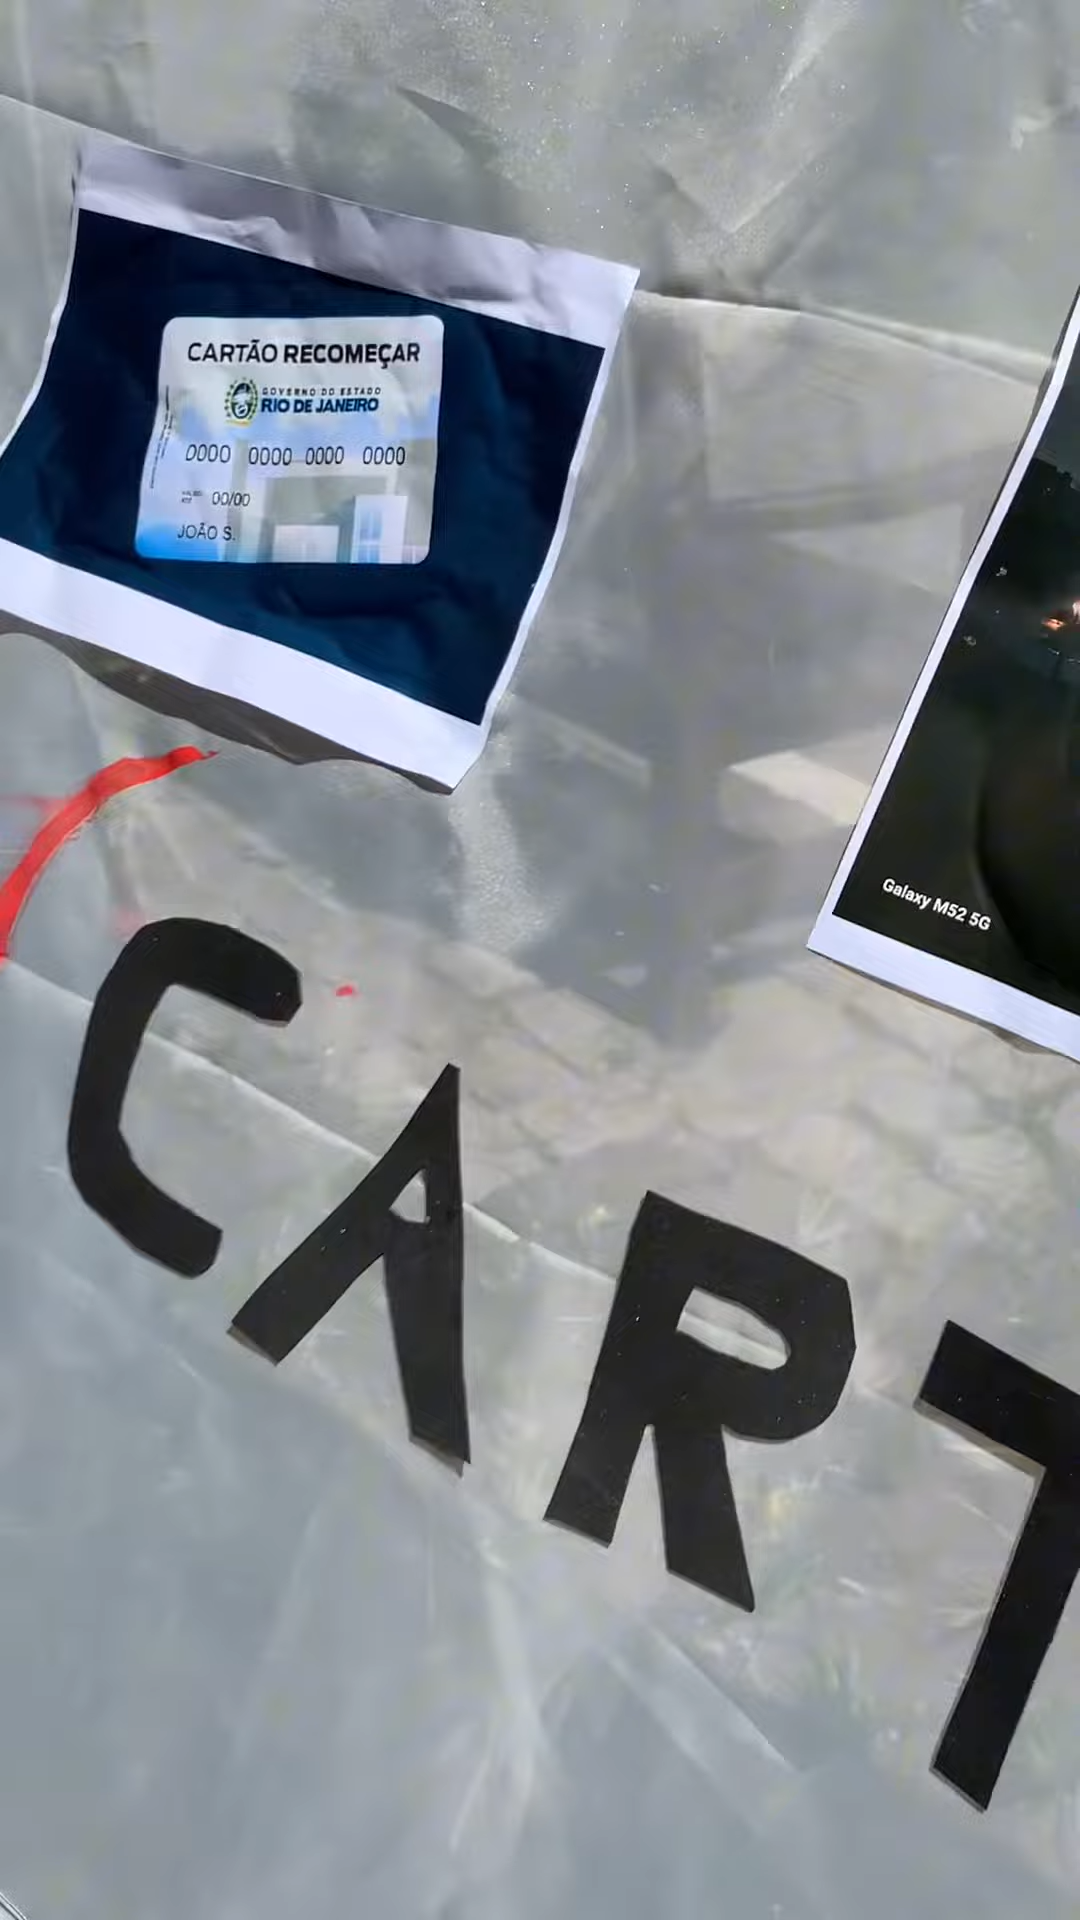 CARTÃO RECOMEÇAR
GOVERNO DO ESTADO
RIO DE JANEIRO
0000 0000 0000 0000
00/00
JOÃO S.
Galaxy M52 5G
CART